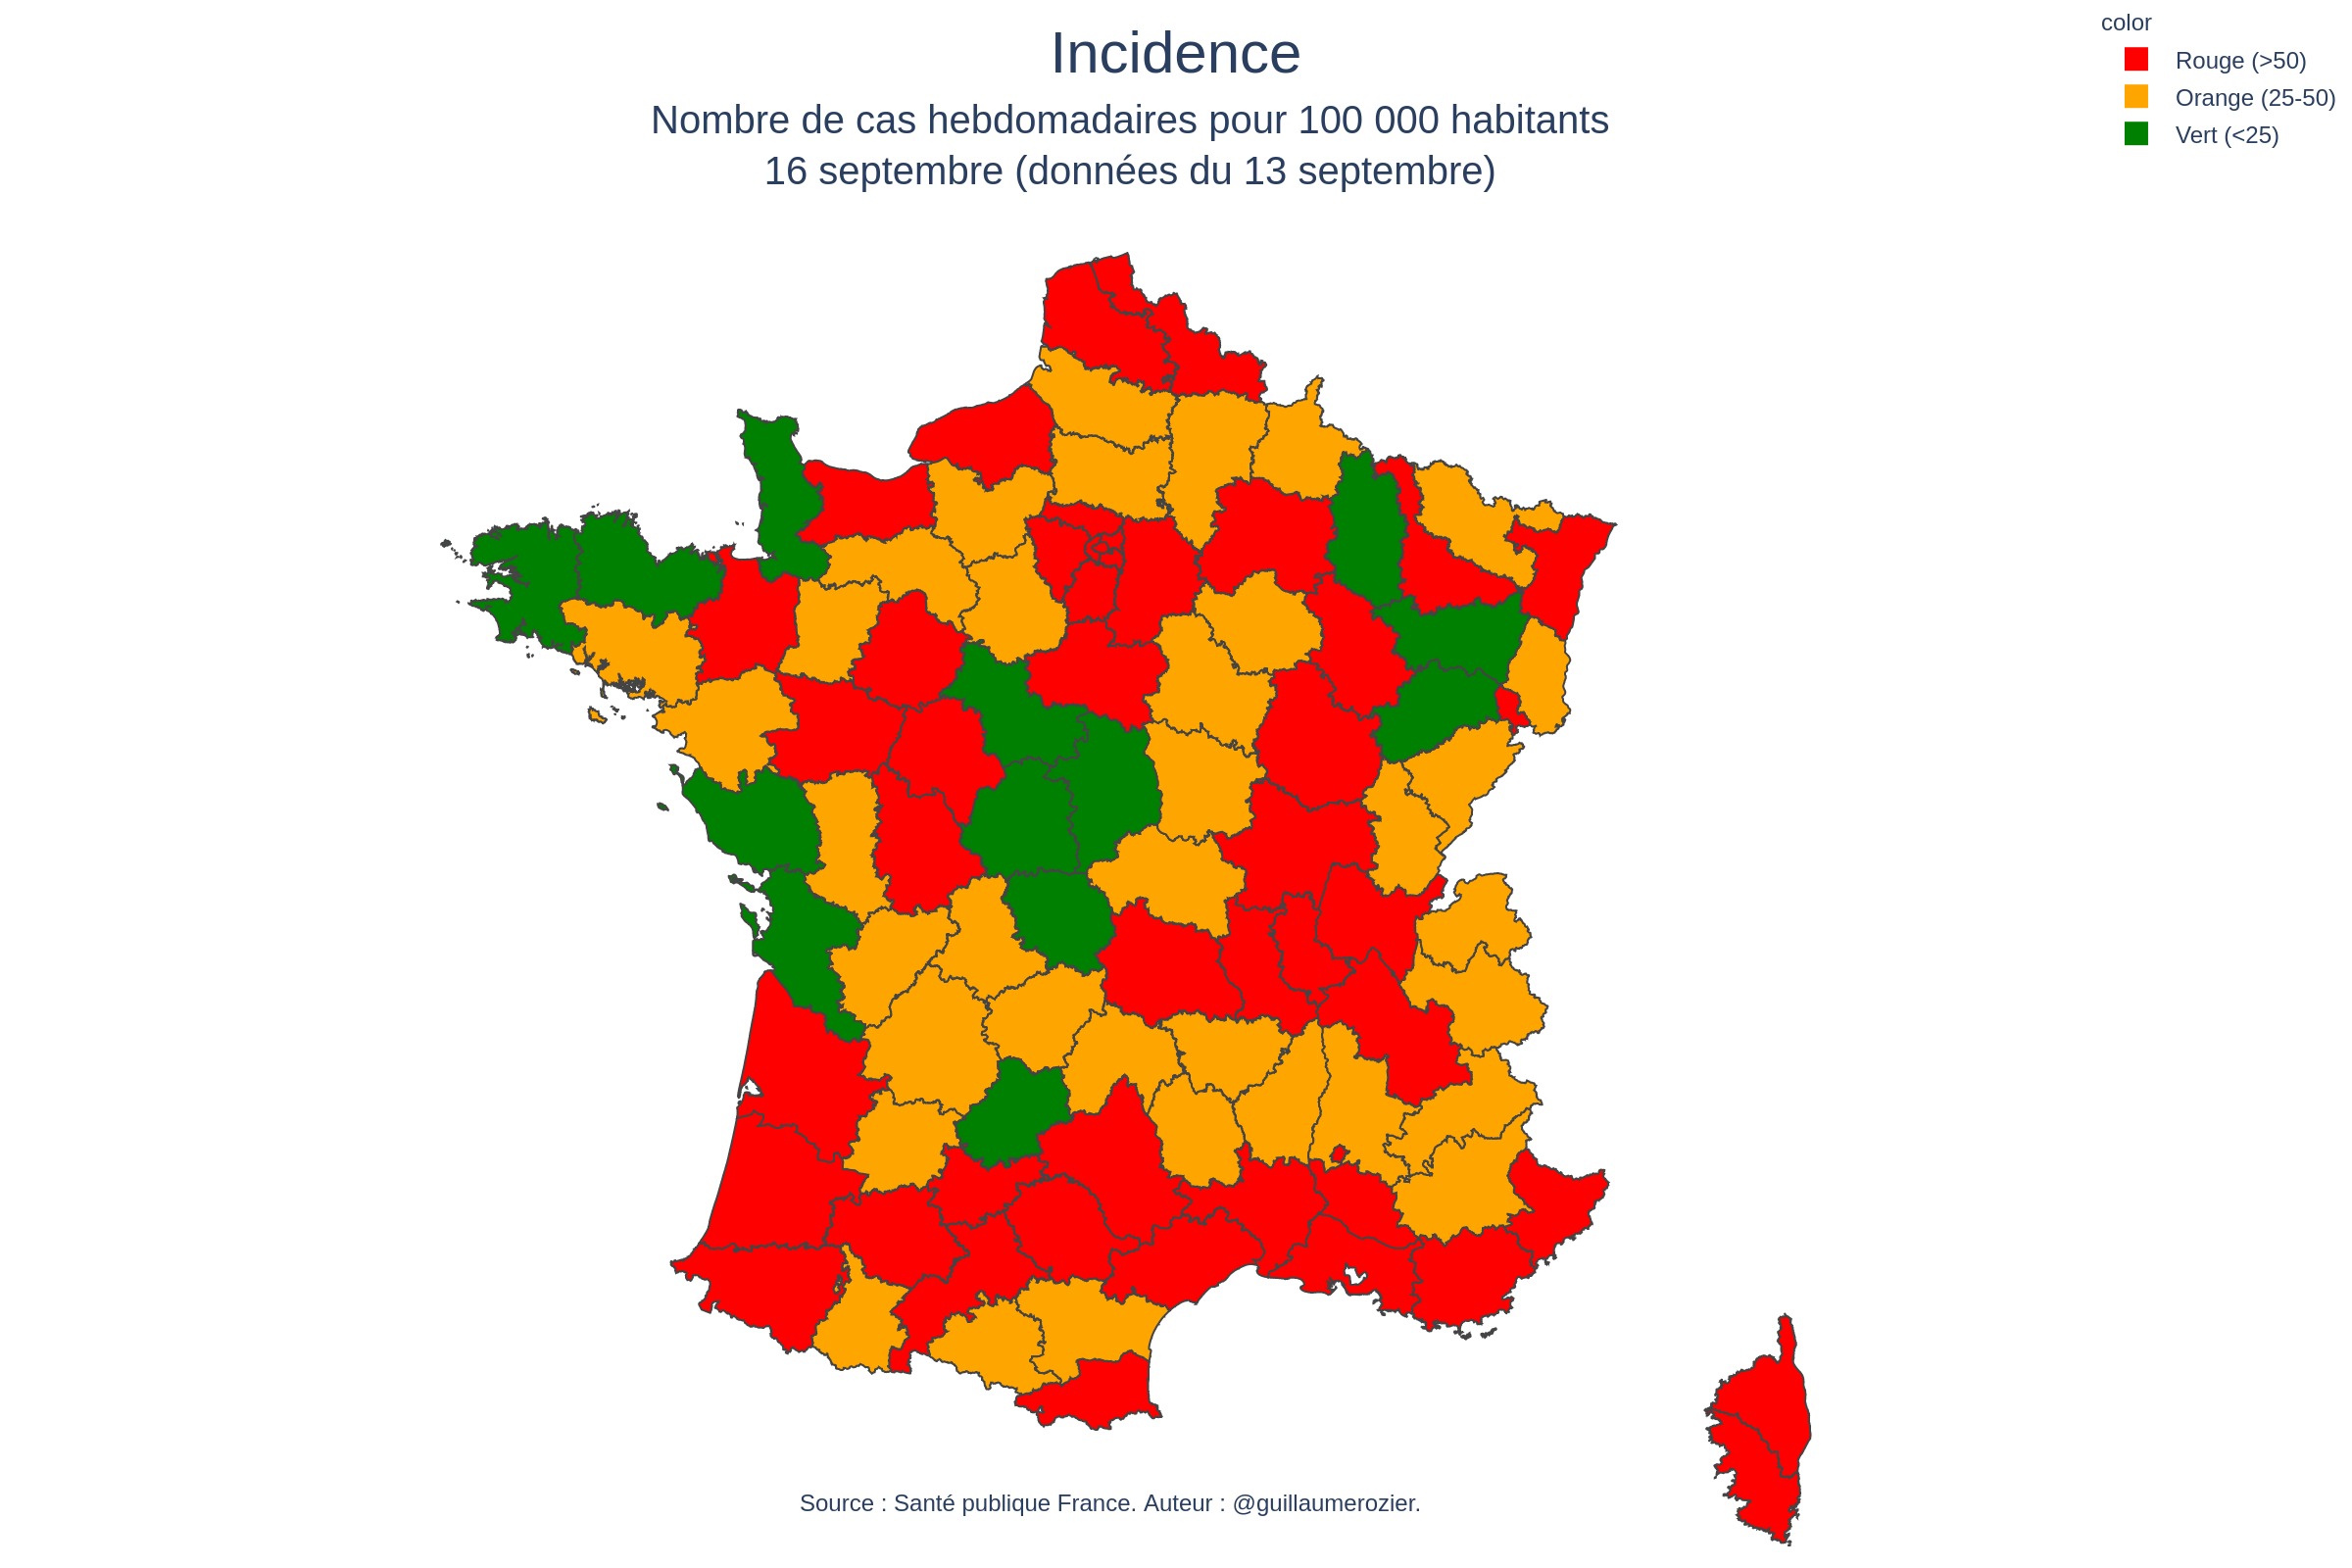 Incidence
Nombre de cas hebdomadaires pour 100 000 habitants
16 septembre (données du 13 septembre)
color
Rouge (>50)
Orange (25-50)
Vert (<25)
Source : Santé publique France. Auteur : @guillaumerozier.